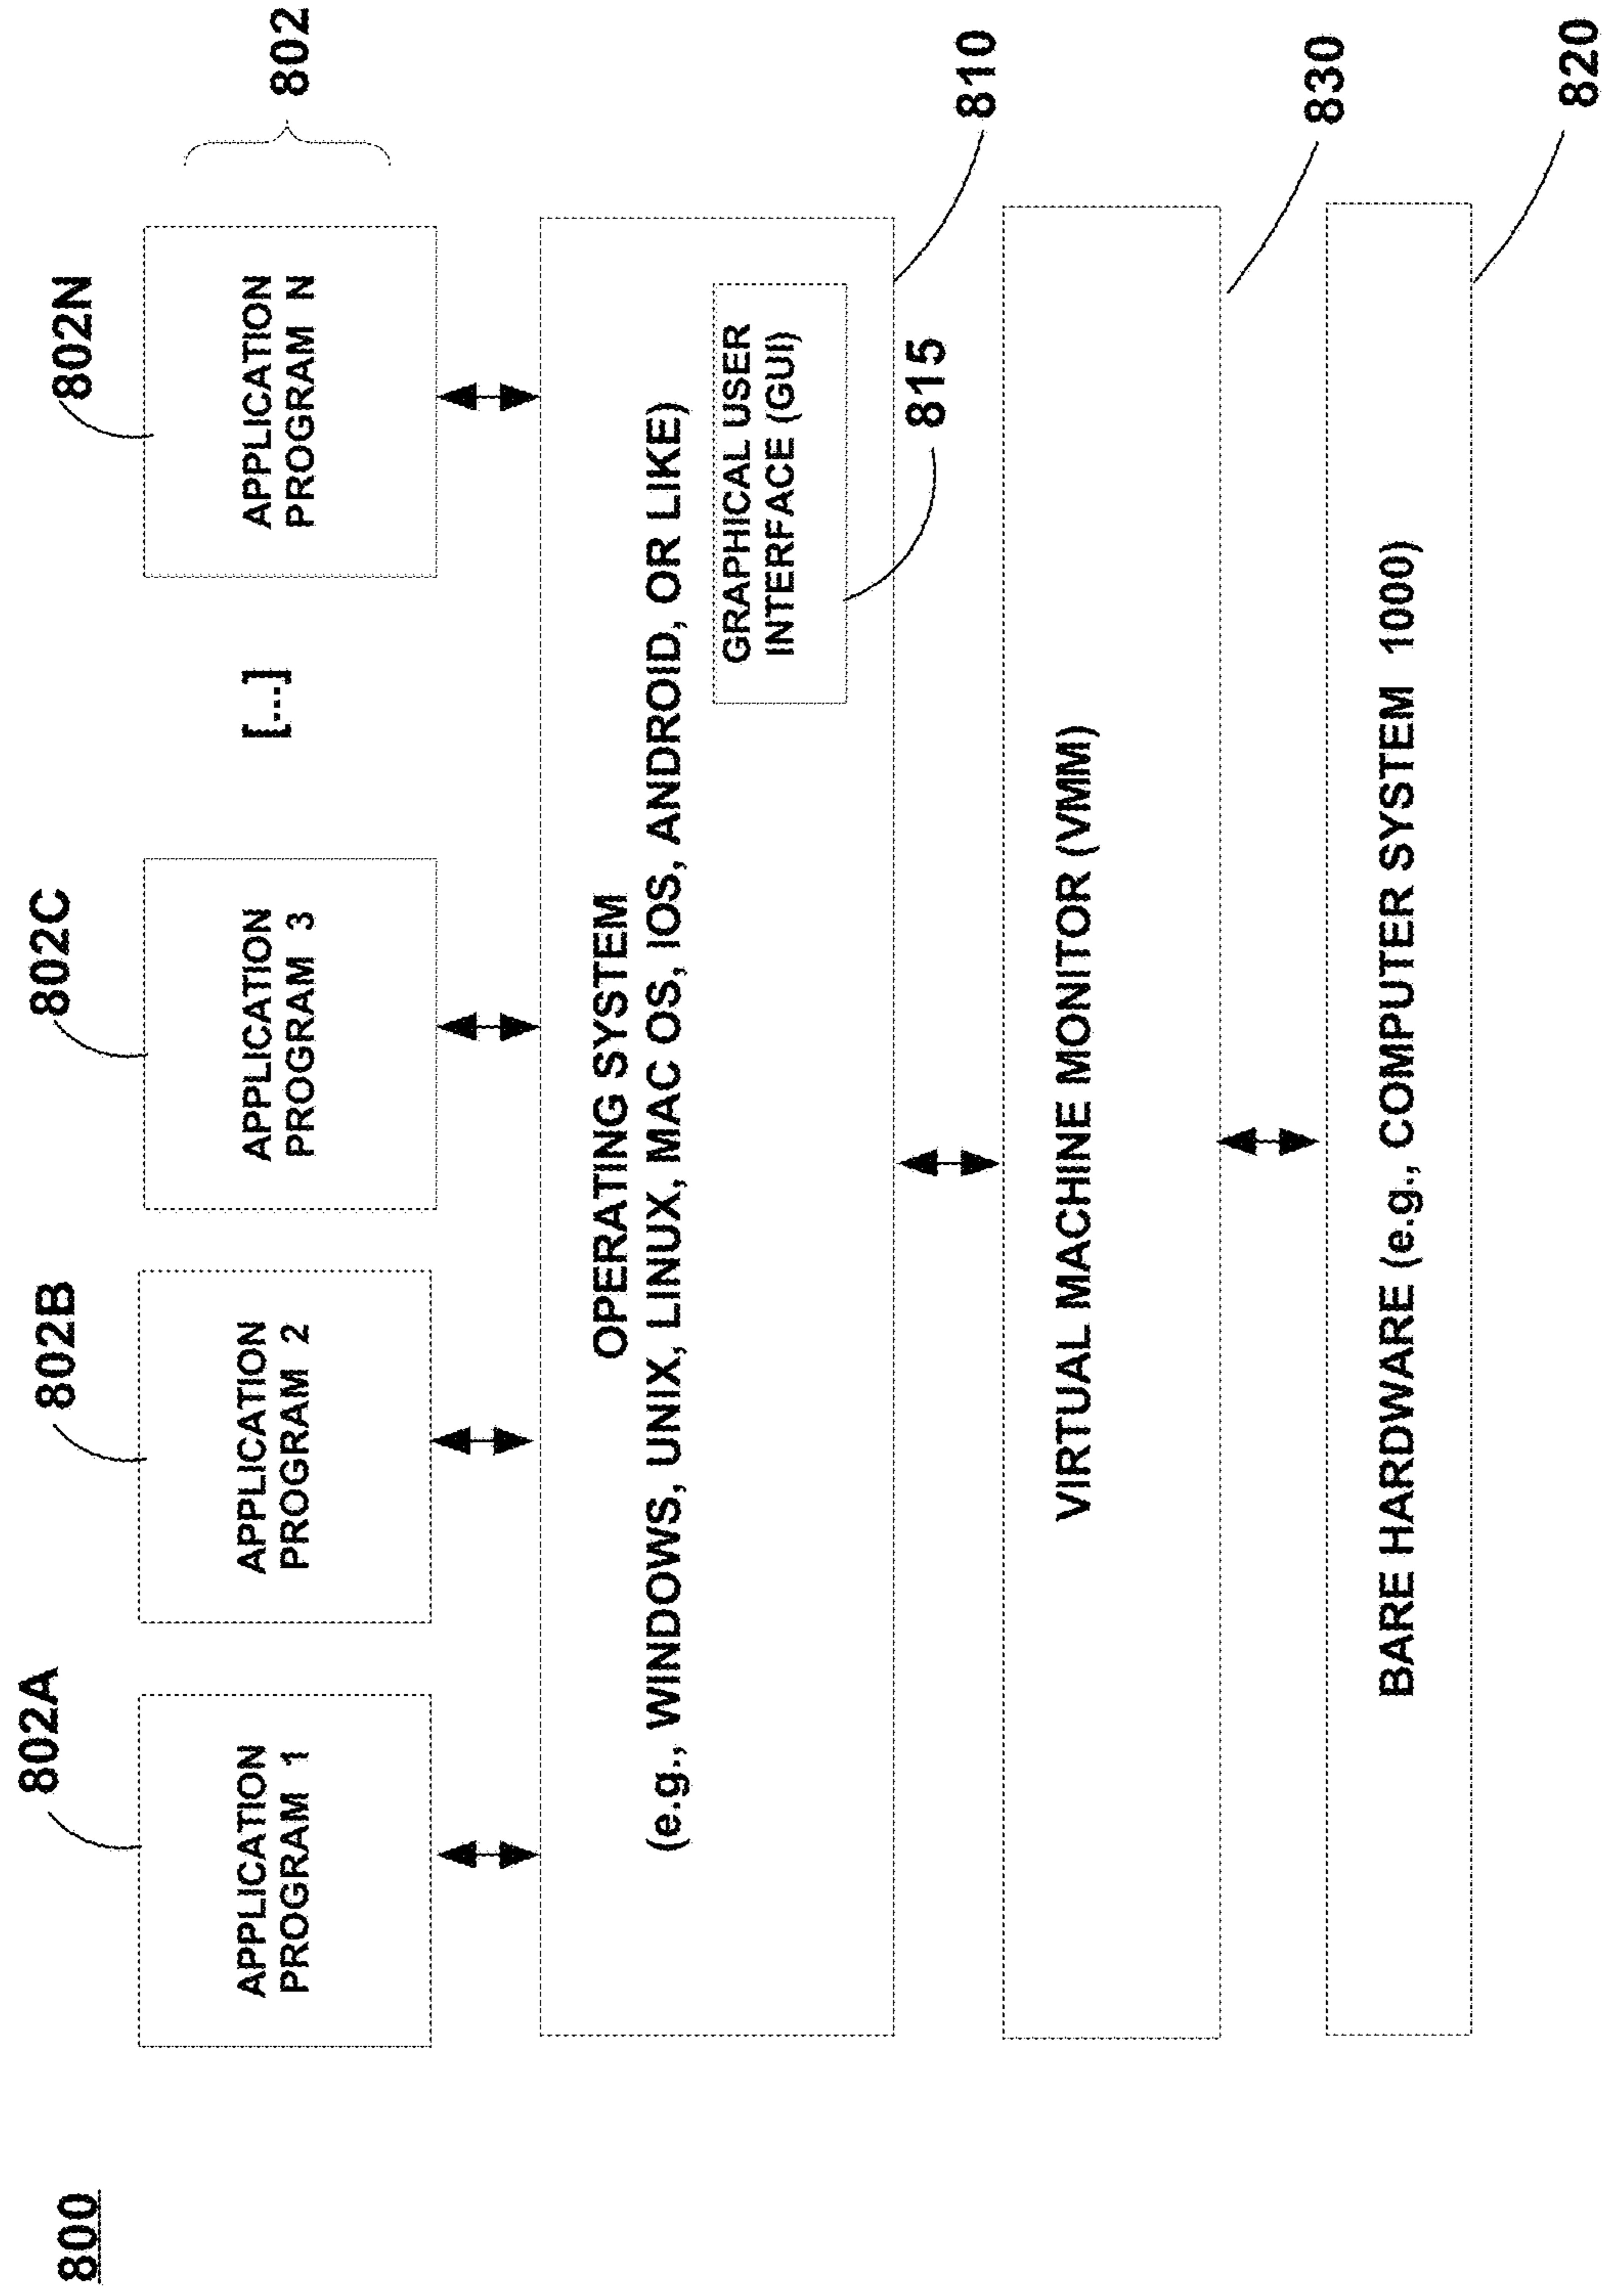 800
802A
802B
802C
802N
802
APPLICATION
PROGRAM 1
APPLICATION
PROGRAM 2
APPLICATION
PROGRAM 3
[...]
APPLICATION
PROGRAM N
OPERATING SYSTEM
(e.g., WINDOWS, UNIX, LINUX, MAC OS, IOS, ANDROID, OR LIKE)
GRAPHICAL USER
INTERFACE (GUI)
815
810
VIRTUAL MACHINE MONITOR (VMM)
830
BARE HARDWARE (e.g., COMPUTER SYSTEM 1000)
820